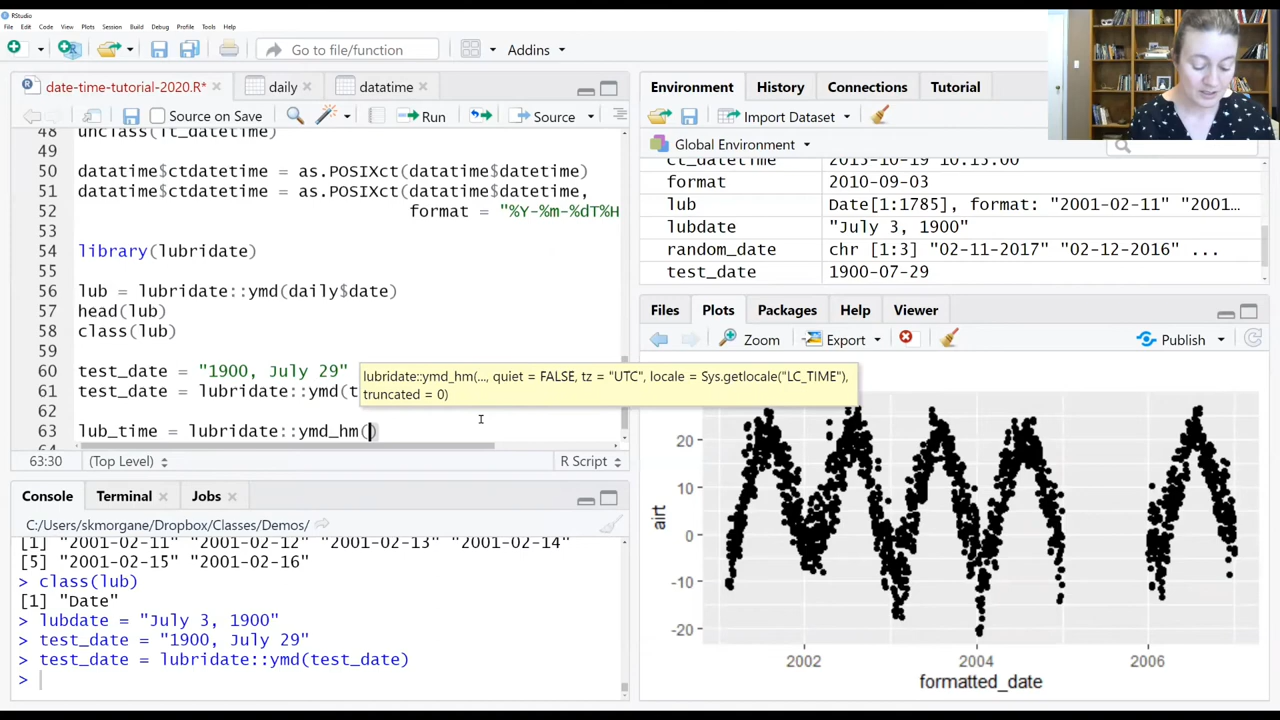 RStudio
File Edit Code View Plots Session Build Debug Profile Tools Help
Go to file/function
Addins
date-time-tutorial-2020.R*
daily
datatime
Source on Save
Run
Source
48 unclass(lt_datetime)
49
50 datatime$ctdatetime = as.POSIXct(datatime$datetime)
51 datatime$ctdatetime = as.POSIXct(datatime$datetime,
52 format = "%Y-%m-%dT%H
53
54 library(lubridate)
55
56 lub = lubridate::ymd(daily$date)
57 head(lub)
58 class(lub)
59
60 test_date = "1900, July 29"
61 test_date = lubridate::ymd(t
62
63 lub_time = lubridate::ymd_hm()
64
lubridate::ymd_hm(..., quiet = FALSE, tz = "UTC", locale = Sys.getlocale("LC_TIME"),
truncated = 0)
63:30
(Top Level)
R Script
Console Terminal Jobs
C:/Users/skmorgane/Dropbox/Classes/Demos/
[1] "2001-02-11" "2001-02-12" "2001-02-13" "2001-02-14"
[5] "2001-02-15" "2001-02-16"
> class(lub)
[1] "Date"
> lubdate = "July 3, 1900"
> test_date = "1900, July 29"
> test_date = lubridate::ymd(test_date)
>
Environment History Connections Tutorial
Import Dataset
Global Environment
ct_datetime 2015-10-19 10:15:00
format 2010-09-03
lub Date[1:1785], format: "2001-02-11" "2001...
lubdate "July 3, 1900"
random_date chr [1:3] "02-11-2017" "02-12-2016" ...
test_date 1900-07-29
Files Plots Packages Help Viewer
Zoom
Export
Publish
airt
20
10
0
-10
-20
2002 2004 2006
formatted_date